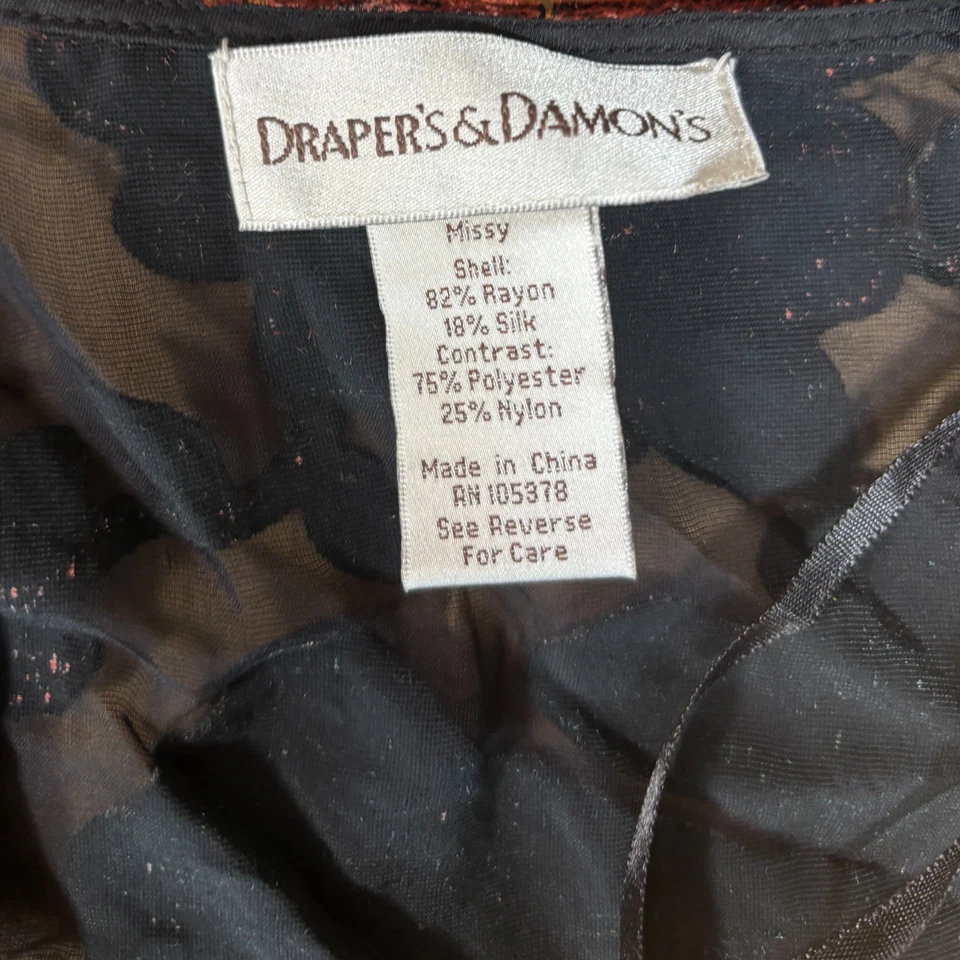 DRAPER'S & DAMON'S
Missy
Shell:
82% Rayon
18% Silk
Contrast:
75% Polyester
25% Nylon
Made in China
RN 105378
See Reverse
For Care